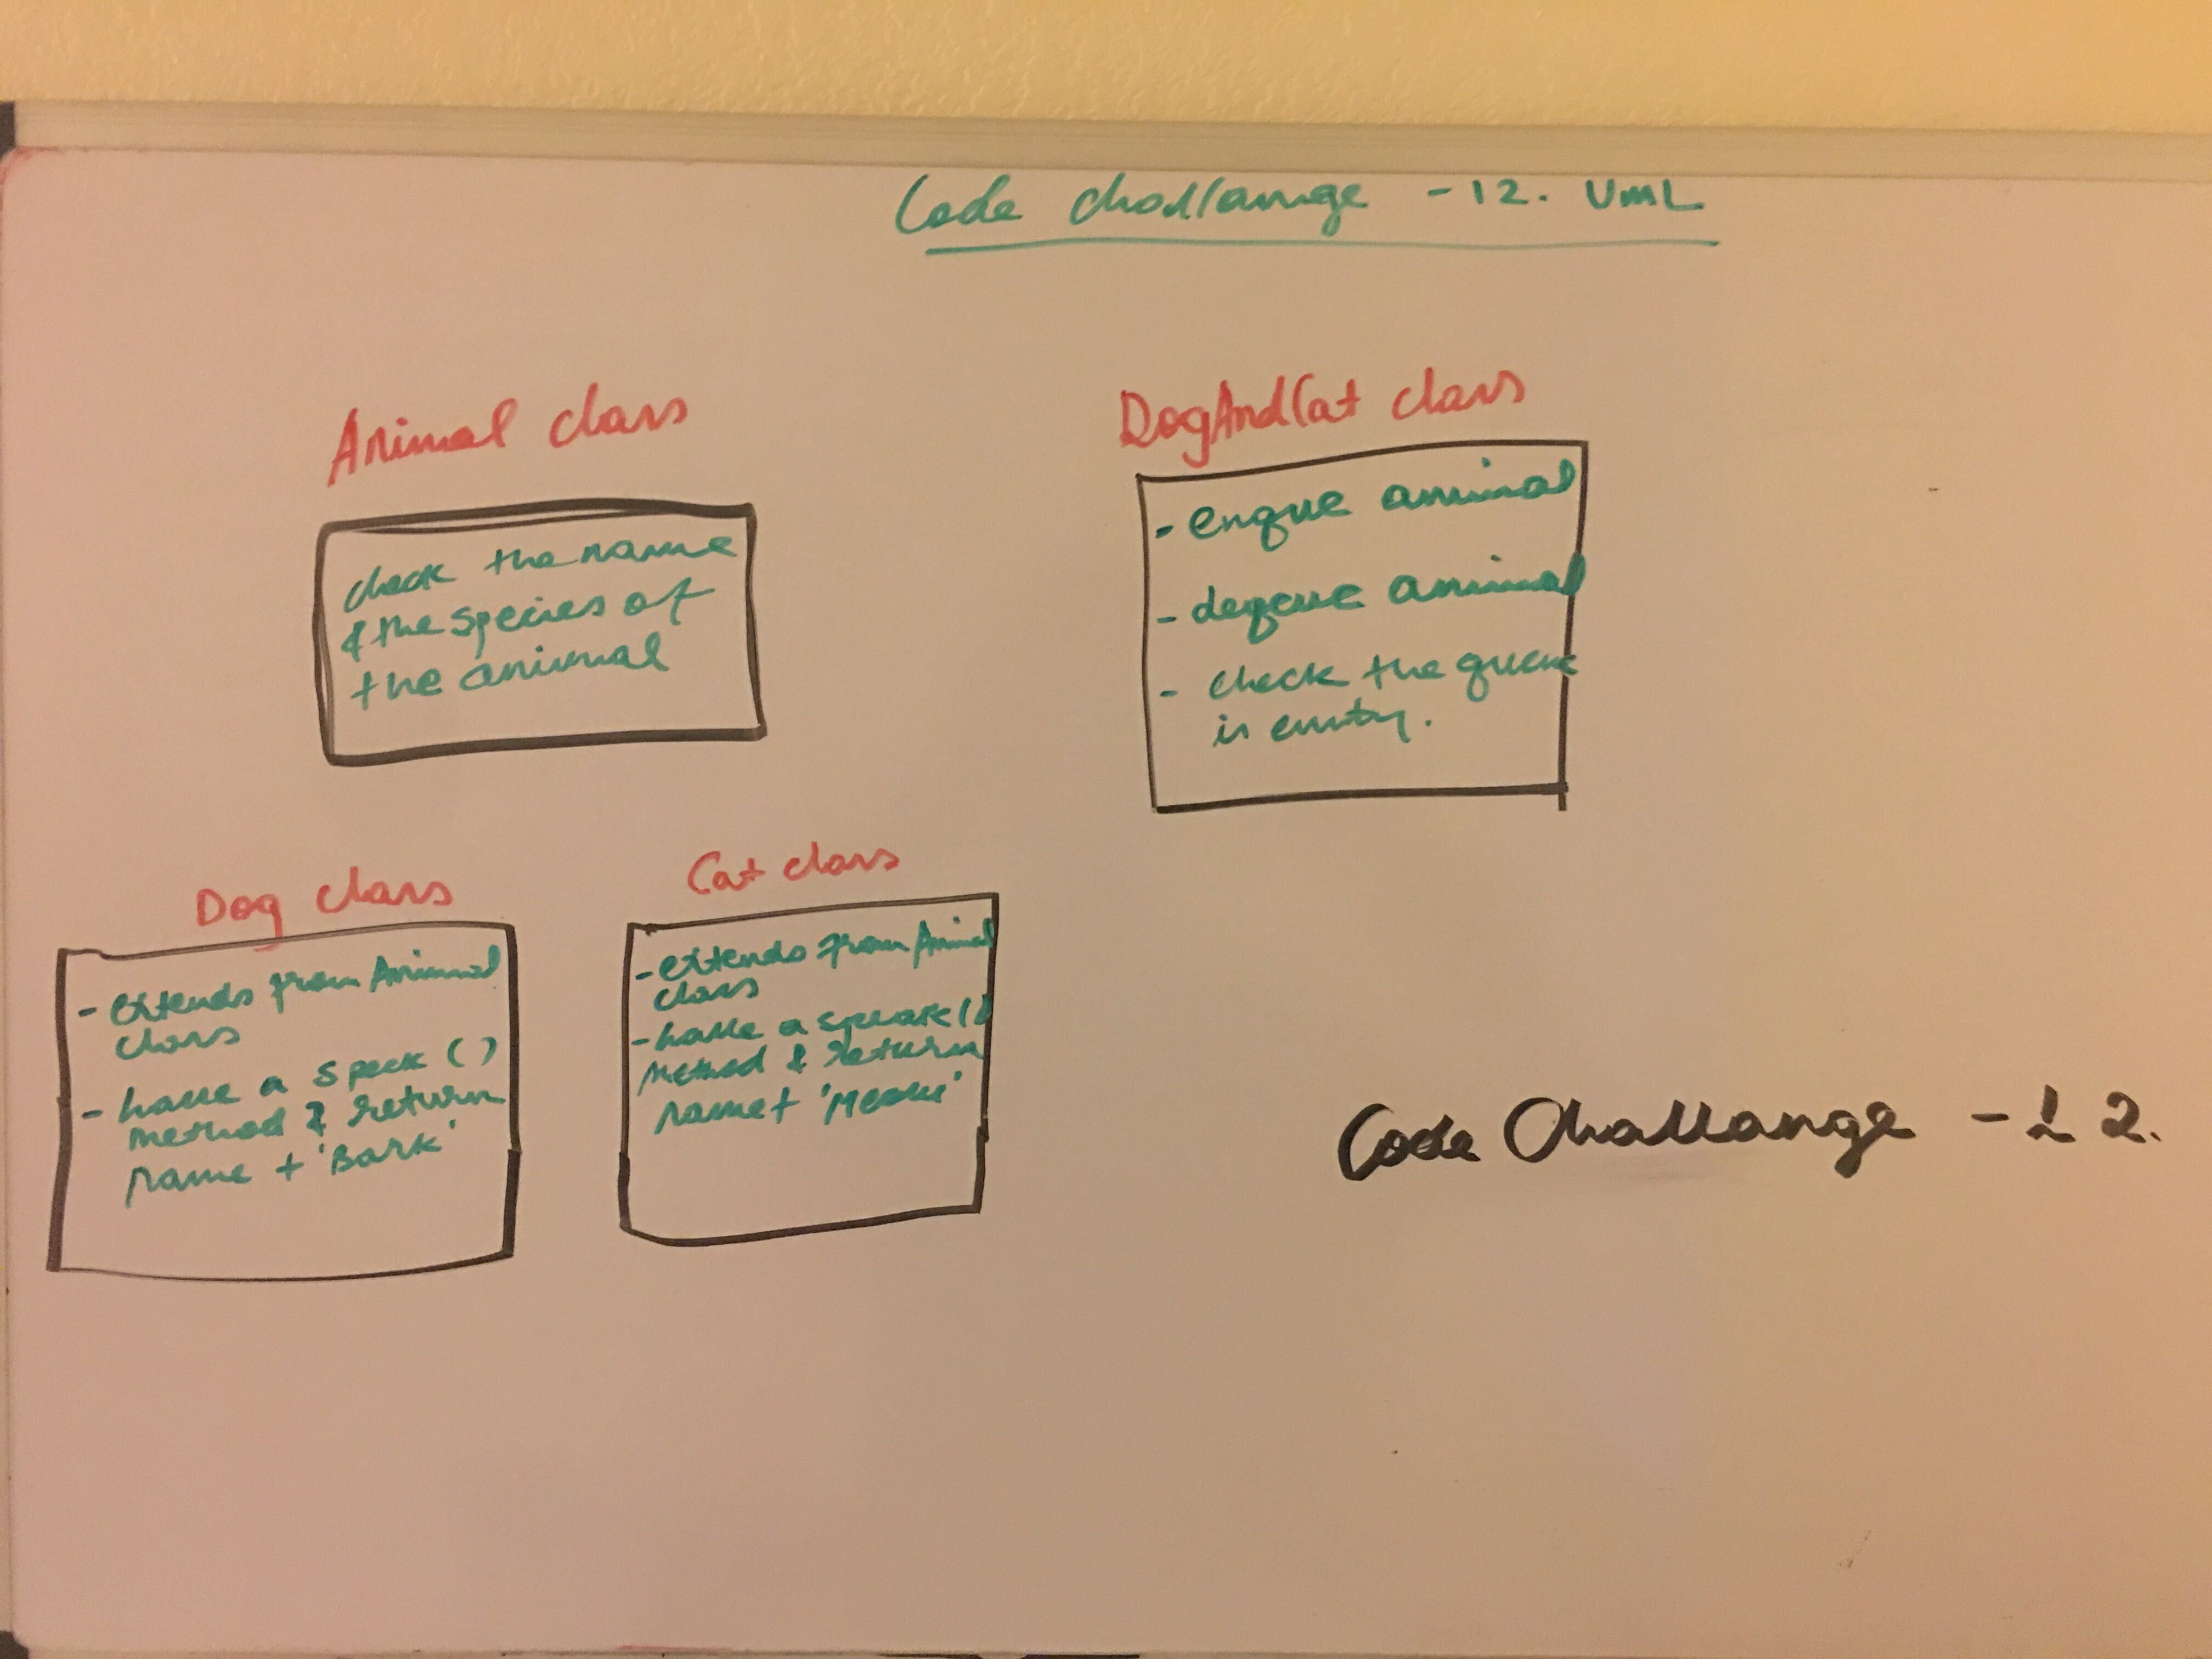 Code challange - 12. UML
Animal class
check the name
& the species of
the animal
DogAndCat class
- enque animal
- deqeue animal
- check the queue
is emty.
Dog class
- extends from Animal
class
- have a speek ()
method & return
name + 'Bark'
Cat class
- extends from Animal
class
- have a speak ()
method & return
name + 'Meow'
Code Challange - 12.